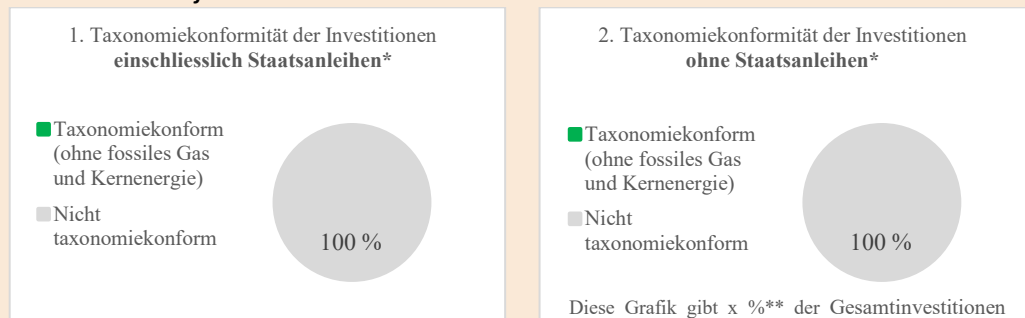 1. Taxonomiekonformität der Investitionen
einschliesslich Staatsanleihen*
Taxonomiekonform
(ohne fossiles Gas
und Kernenergie)
Nicht
taxonomiekonform
100 %
2. Taxonomiekonformität der Investitionen
ohne Staatsanleihen*
Taxonomiekonform
(ohne fossiles Gas
und Kernenergie)
Nicht
taxonomiekonform
100 %
Diese Grafik gibt x %** der Gesamtinvestitionen